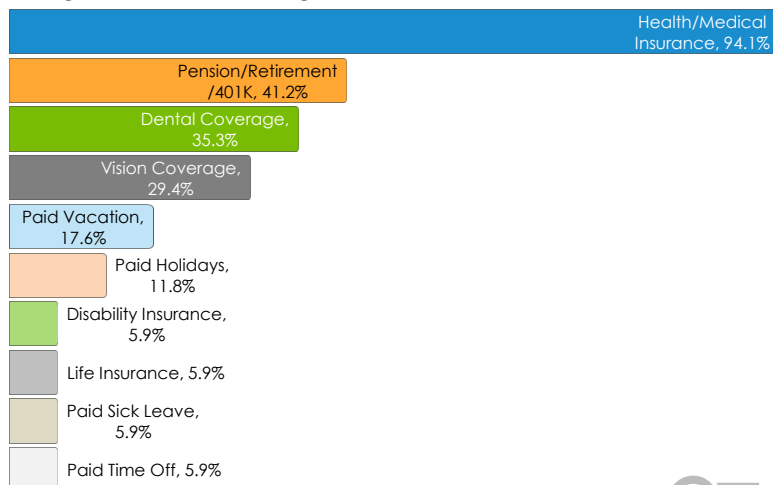 Health/Medical
Insurance, 94.1%
Pension/Retirement
/401K, 41.2%
Dental Coverage,
35.3%
Vision Coverage,
29.4%
Paid Vacation,
17.6%
Paid Holidays,
11.8%
Disability Insurance,
5.9%
Life Insurance, 5.9%
Paid Sick Leave,
5.9%
Paid Time Off, 5.9%